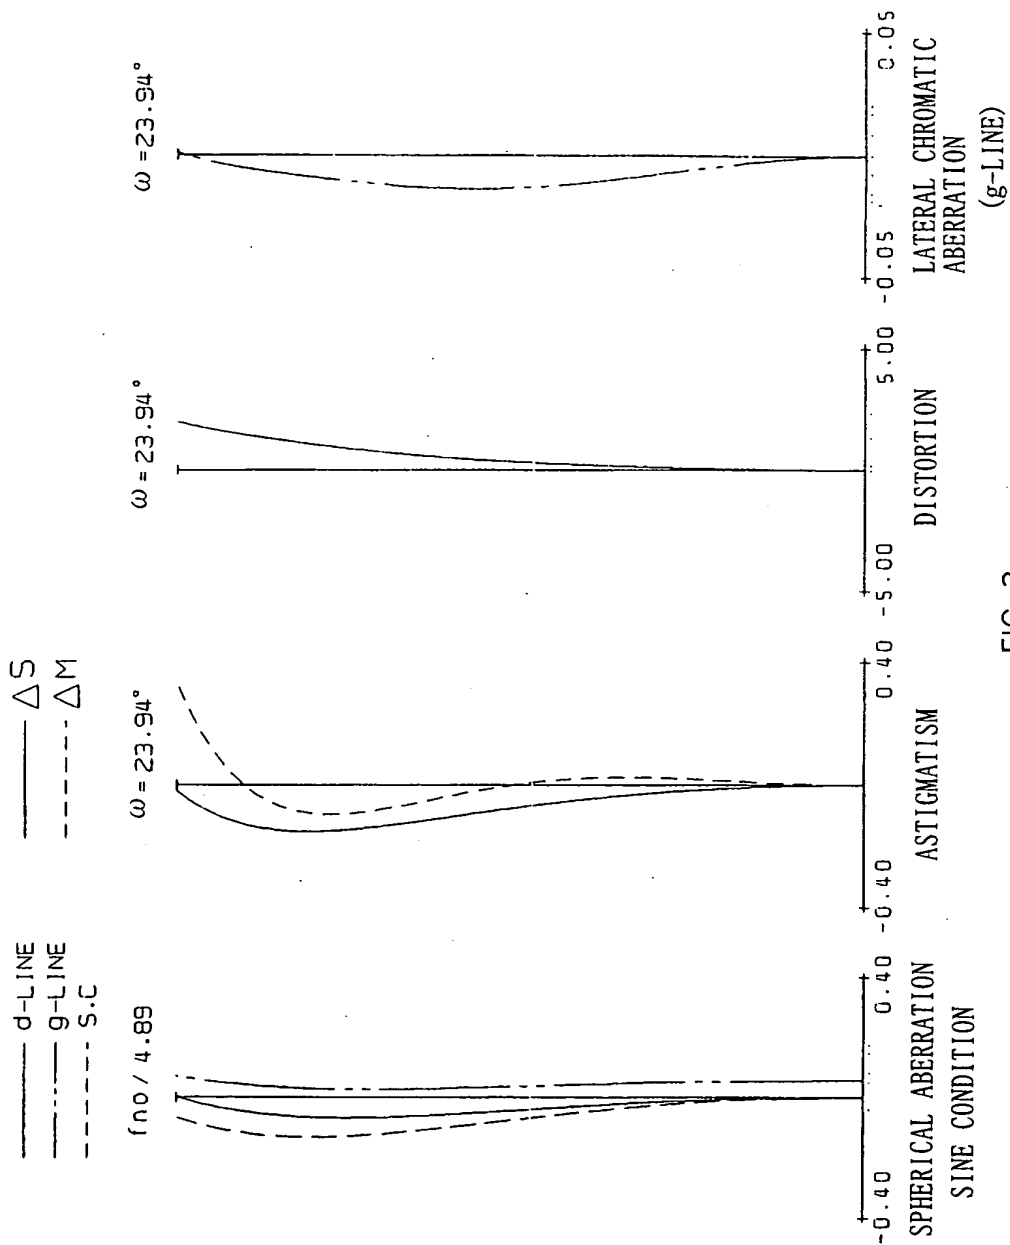 d-LINE
g-LINE
S.C
ΔS
ΔM
fno / 4.89
ω = 23.94°
ω = 23.94°
ω = 23.94°
-0.40 0.40
SPHERICAL ABERRATION
SINE CONDITION
-0.40 0.40
ASTIGMATISM
-5.00 5.00
DISTORTION
-0.05 0.05
LATERAL CHROMATIC
ABERRATION
(g-LINE)
FIG.